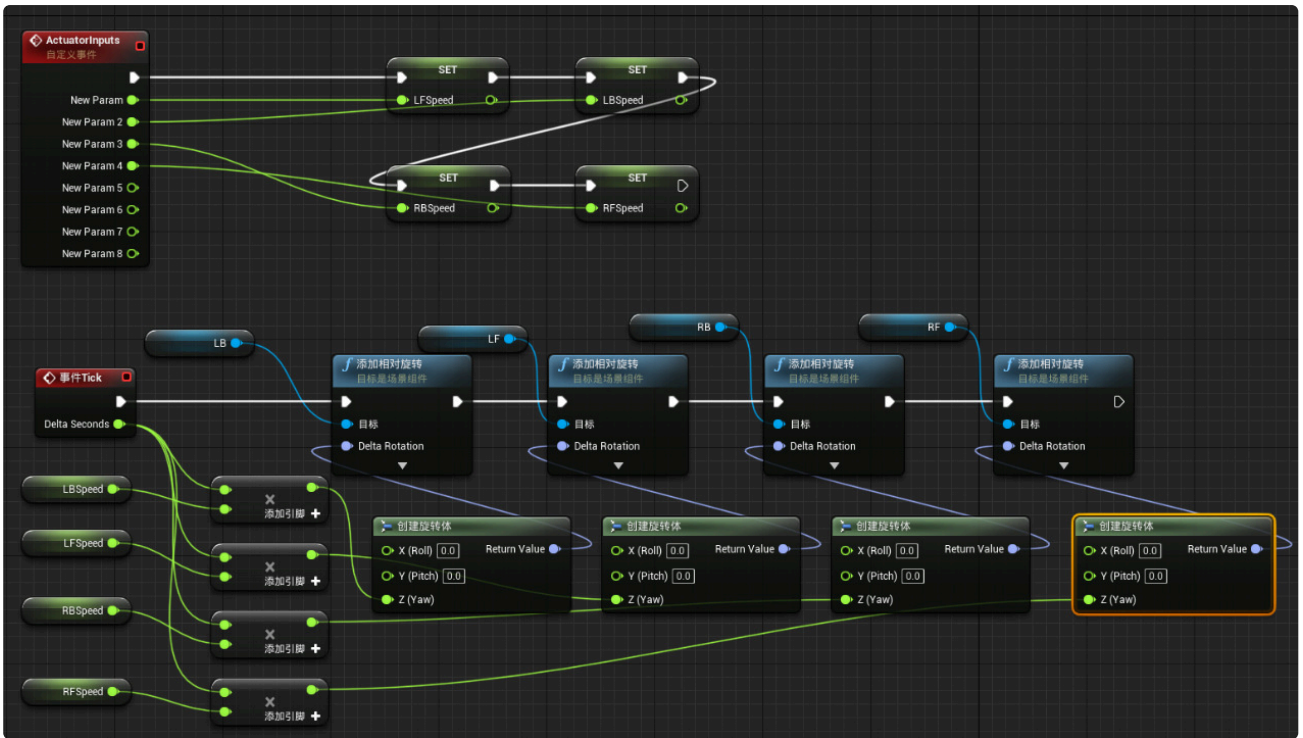 ActuatorInputs
自定义事件
New Param
New Param 2
New Param 3
New Param 4
New Param 5
New Param 6
New Param 7
New Param 8
SET
LFSpeed
SET
LBSpeed
SET
RBSpeed
SET
RFSpeed
LB
LF
RB
RF
事件Tick
Delta Seconds
添加相对旋转
目标是场景组件
目标
Delta Rotation
添加相对旋转
目标是场景组件
目标
Delta Rotation
添加相对旋转
目标是场景组件
目标
Delta Rotation
添加相对旋转
目标是场景组件
目标
Delta Rotation
LBSpeed
LFSpeed
RBSpeed
RFSpeed
添加引脚
添加引脚
添加引脚
添加引脚
创建旋转体
X (Roll) 0.0 Return Value
Y (Pitch) 0.0
Z (Yaw)
创建旋转体
X (Roll) 0.0 Return Value
Y (Pitch) 0.0
Z (Yaw)
创建旋转体
X (Roll) 0.0 Return Value
Y (Pitch) 0.0
Z (Yaw)
创建旋转体
X (Roll) 0.0 Return Value
Y (Pitch) 0.0
Z (Yaw)